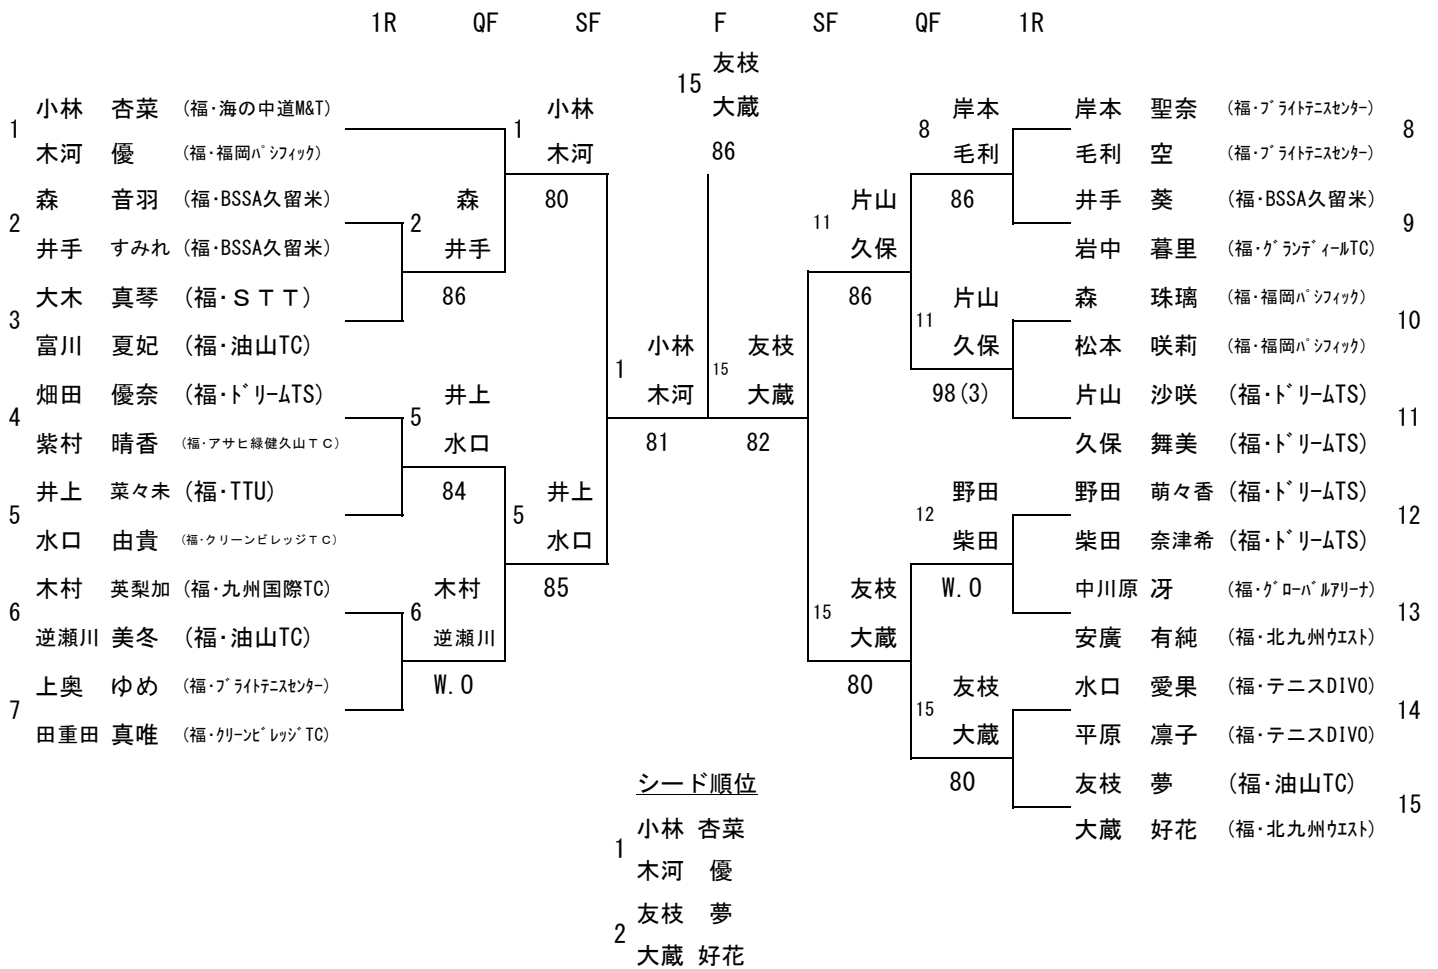 1R QF SF F SF QF 1R
友枝
15
大蔵
86
1 小林 杏菜 (福・海の中道M&T)
木河 優 (福・福岡パシフィック)
2 森 音羽 (福・BSSA久留米)
井手 すみれ (福・BSSA久留米)
3 大木 真琴 (福・STT)
富川 夏妃 (福・油山TC)
4 畑田 優奈 (福・ドリームTS)
紫村 晴香 (福・アサヒ緑健久山TC)
5 井上 菜々未 (福・TTU)
水口 由貴 (福・クリーンビレッジTC)
6 木村 英梨加 (福・九州国際TC)
逆瀬川 美冬 (福・油山TC)
7 上奥 ゆめ (福・ブライトテニスセンター)
田重田 真唯 (福・クリーンビレッジTC)
2 森
井手
86
5 井上
水口
84
6 木村
逆瀬川
W.O
1 小林
木河
80
5 井上
水口
85
1 小林
木河
81
15 友枝
大蔵
82
11 片山
久保
86
15 友枝
大蔵
80
8 岸本
毛利
86
11 片山
久保
98(3)
12 野田
柴田
W.O
15 友枝
大蔵
80
岸本 聖奈 (福・ブライトテニスセンター) 8
毛利 空 (福・ブライトテニスセンター)
井手 葵 (福・BSSA久留米) 9
岩中 暮里 (福・グランディールTC)
森 珠璃 (福・福岡パシフィック) 10
松本 咲莉 (福・福岡パシフィック)
片山 沙咲 (福・ドリームTS) 11
久保 舞美 (福・ドリームTS)
野田 萌々香 (福・ドリームTS) 12
柴田 奈津希 (福・ドリームTS)
中川原 冴 (福・グローバルアリーナ) 13
安廣 有純 (福・北九州ウエスト)
水口 愛果 (福・テニスDIVO) 14
平原 凛子 (福・テニスDIVO)
友枝 夢 (福・油山TC) 15
大蔵 好花 (福・北九州ウエスト)
シード順位
1 小林 杏菜
木河 優
2 友枝 夢
大蔵 好花